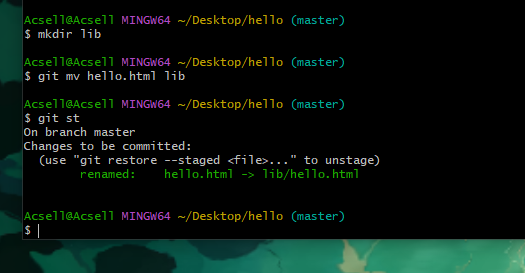 Acsell@Acsell MINGW64 ~/Desktop/hello (master)
$ mkdir lib
Acsell@Acsell MINGW64 ~/Desktop/hello (master)
$ git mv hello.html lib
Acsell@Acsell MINGW64 ~/Desktop/hello (master)
$ git st
On branch master
Changes to be committed:
  (use "git restore --staged <file>..." to unstage)
        renamed:    hello.html -> lib/hello.html
Acsell@Acsell MINGW64 ~/Desktop/hello (master)
$